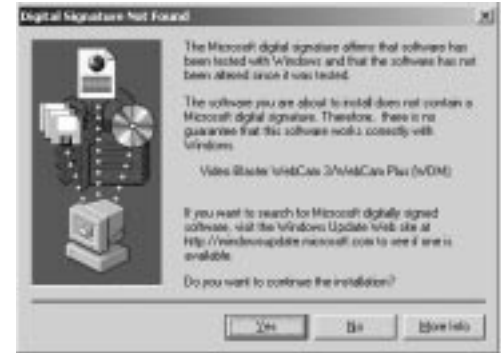 Digital Signature Not Found
The Microsoft digital signature affirms that software has
been tested with Windows and that the software has not
been altered since it was tested.
The software you are about to install does not contain a
Microsoft digital signature. Therefore, there is no
guarantee that this software works correctly with
Windows.
Video Blaster WebCam 3/WebCam Plus (WDM)
If you want to search for Microsoft digitally signed
software, visit the Windows Update Web site at
http://windowsupdate.microsoft.com to see if one is
available.
Do you want to continue the installation?
Yes
No
More Info